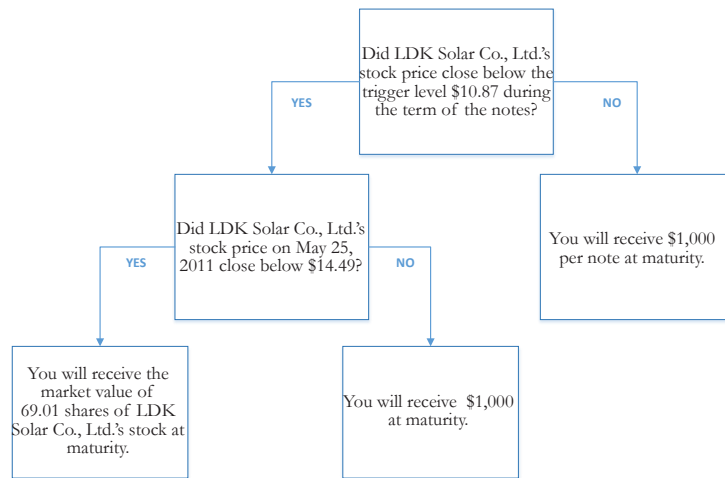 Did LDK Solar Co., Ltd.'s
stock price close below the
trigger level $10.87 during
the term of the notes?
YES
NO
Did LDK Solar Co., Ltd.'s
stock price on May 25,
2011 close below $14.49?
You will receive $1,000
per note at maturity.
YES
NO
You will receive the
market value of
69.01 shares of LDK
Solar Co., Ltd.'s stock at
maturity.
You will receive $1,000
at maturity.